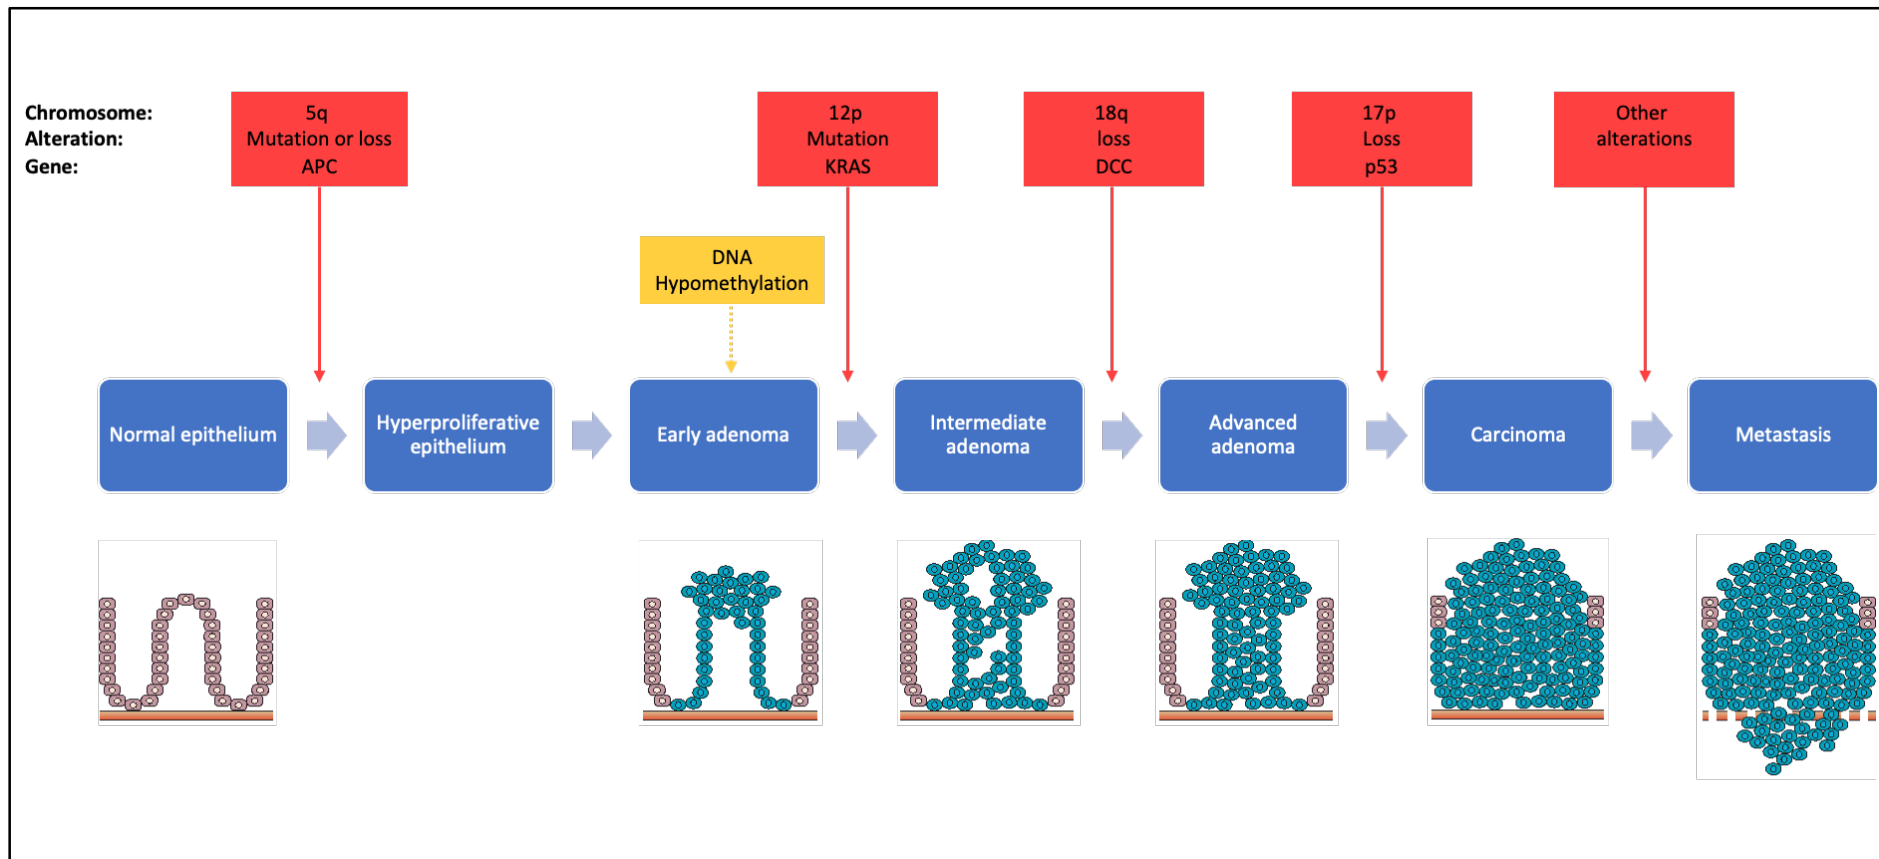 Chromosome:
Alteration:
Gene:
5q
Mutation or loss
APC
12p
Mutation
KRAS
18q
loss
DCC
17p
Loss
p53
Other
alterations
DNA
Hypomethylation
Normal epithelium
Hyperproliferative
epithelium
Early adenoma
Intermediate
adenoma
Advanced
adenoma
Carcinoma
Metastasis